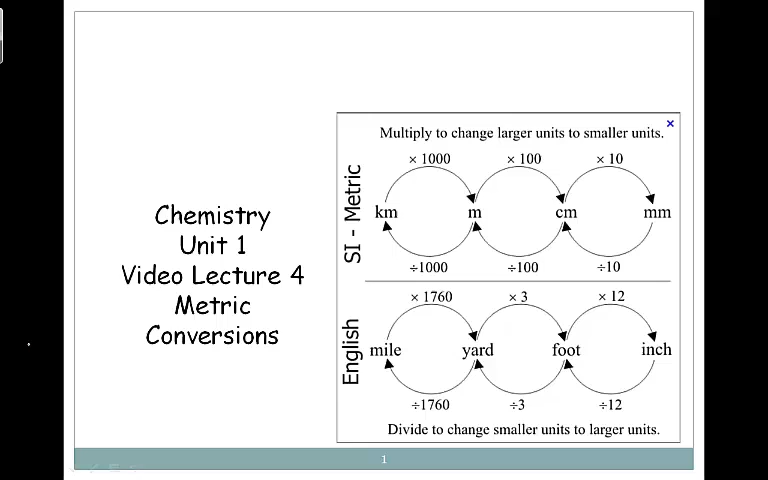 Chemistry
Unit 1
Video Lecture 4
Metric
Conversions
Multiply to change larger units to smaller units.
×
SI - Metric
× 1000 × 100 × 10
km m cm mm
÷1000 ÷100 ÷10
English
× 1760 × 3 × 12
mile yard foot inch
÷1760 ÷3 ÷12
Divide to change smaller units to larger units.
1